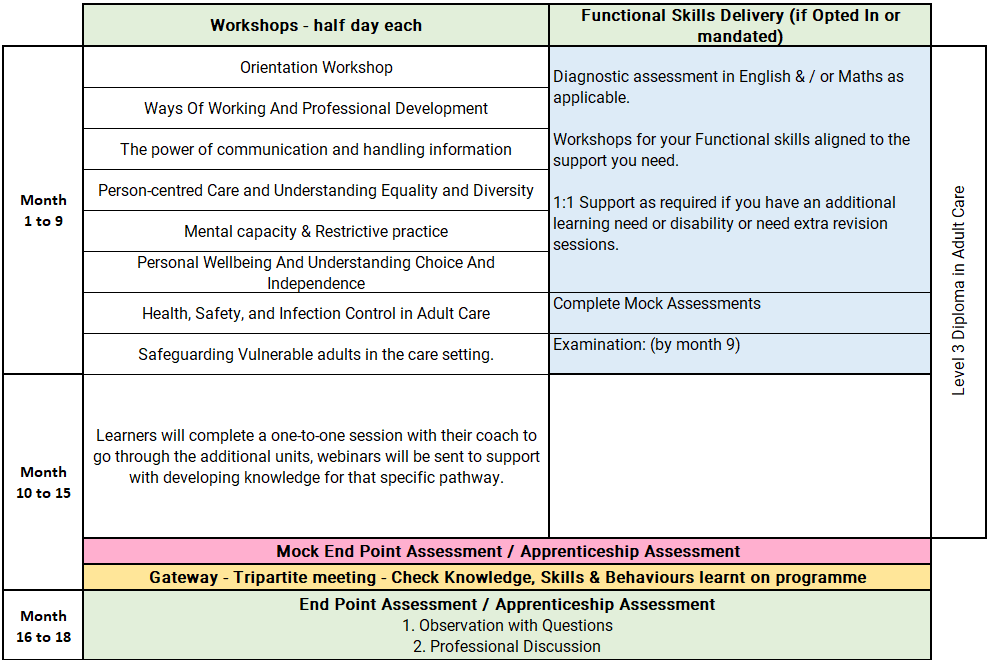 Workshops - half day each
Functional Skills Delivery (if Opted In or
mandated)
Month
1 to 9
Orientation Workshop
Ways Of Working And Professional Development
The power of communication and handling information
Person-centred Care and Understanding Equality and Diversity
Mental capacity & Restrictive practice
Personal Wellbeing And Understanding Choice And
Independence
Health, Safety, and Infection Control in Adult Care
Safeguarding Vulnerable adults in the care setting.
Diagnostic assessment in English & / or Maths as
applicable.
Workshops for your Functional skills aligned to the
support you need.
1:1 Support as required if you have an additional
learning need or disability or need extra revision
sessions.
Complete Mock Assessments
Examination: (by month 9)
Level 3 Diploma in Adult Care
Month
10 to 15
Learners will complete a one-to-one session with their coach to
go through the additional units, webinars will be sent to support
with developing knowledge for that specific pathway.
Mock End Point Assessment / Apprenticeship Assessment
Gateway - Tripartite meeting - Check Knowledge, Skills & Behaviours learnt on programme
Month
16 to 18
End Point Assessment / Apprenticeship Assessment
1. Observation with Questions
2. Professional Discussion